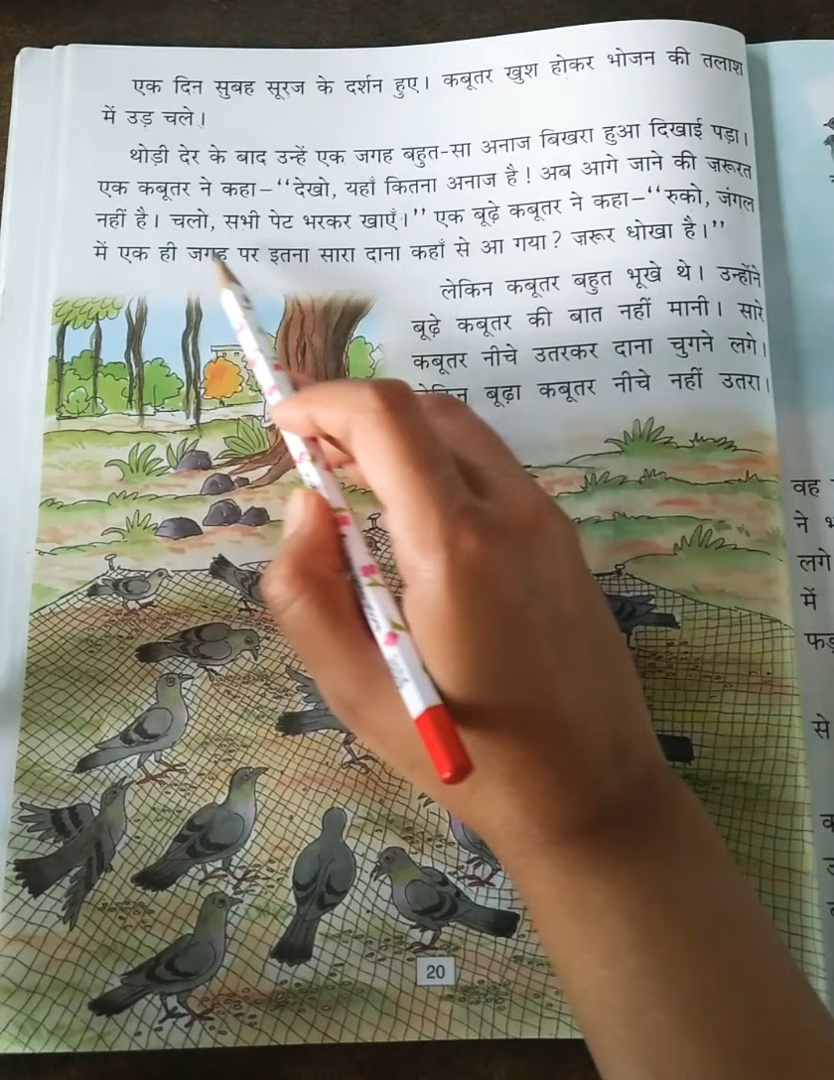 एक दिन सुबह सूरज के दर्शन हुए। कबूतर खुश होकर भोजन की तलाश
में उड़ चले।
थोड़ी देर के बाद उन्हें एक जगह बहुत-सा अनाज बिखरा हुआ दिखाई पड़ा।
एक कबूतर ने कहा–“देखो, यहाँ कितना अनाज है! अब आगे जाने की ज़रूरत
नहीं है। चलो, सभी पेट भरकर खाएँ।” एक बूढ़े कबूतर ने कहा–“रुको, जंगल
में एक ही जगह पर इतना सारा दाना कहाँ से आ गया? ज़रूर धोखा है।”
लेकिन कबूतर बहुत भूखे थे। उन्होंने
बूढ़े कबूतर की बात नहीं मानी। सारे
कबूतर नीचे उतरकर दाना चुगने लगे।
बूढ़ा कबूतर नीचे नहीं उतरा।
20
वह
ने
लगे
में
से